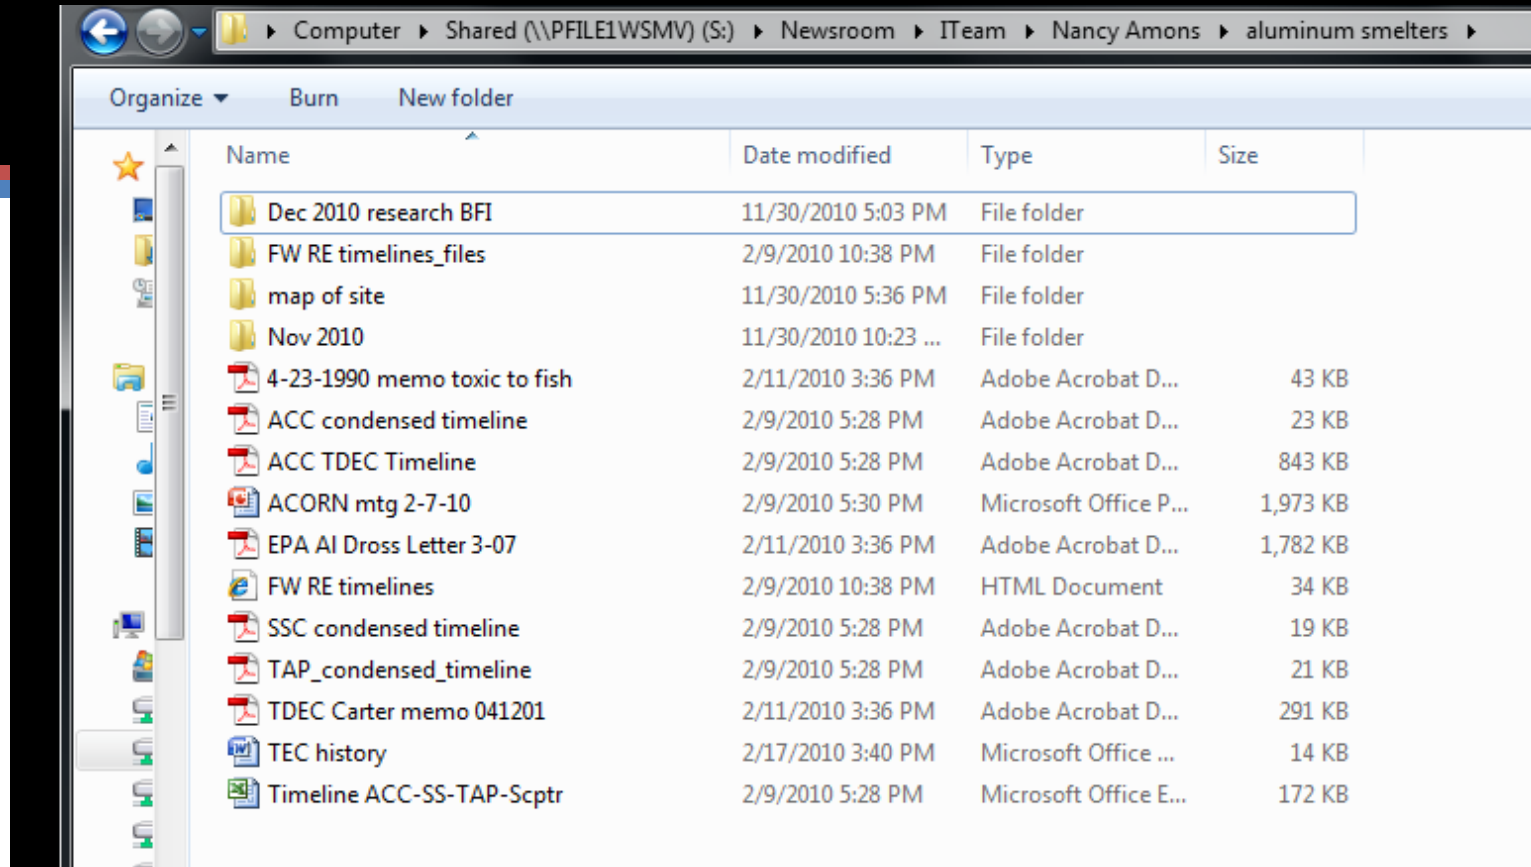 Computer Shared (\\PFILE1WSMV) (S:) Newsroom ITeam Nancy Amons aluminum smelters
Organize Burn New folder
Name Date modified Type Size
Dec 2010 research BFI 11/30/2010 5:03 PM File folder
FW RE timelines_files 2/9/2010 10:38 PM File folder
map of site 11/30/2010 5:36 PM File folder
Nov 2010 11/30/2010 10:23 ... File folder
4-23-1990 memo toxic to fish 2/11/2010 3:36 PM Adobe Acrobat D... 43 KB
ACC condensed timeline 2/9/2010 5:28 PM Adobe Acrobat D... 23 KB
ACC TDEC Timeline 2/9/2010 5:28 PM Adobe Acrobat D... 843 KB
ACORN mtg 2-7-10 2/9/2010 5:30 PM Microsoft Office P... 1,973 KB
EPA Al Dross Letter 3-07 2/11/2010 3:36 PM Adobe Acrobat D... 1,782 KB
FW RE timelines 2/9/2010 10:38 PM HTML Document 34 KB
SSC condensed timeline 2/9/2010 5:28 PM Adobe Acrobat D... 19 KB
TAP_condensed_timeline 2/9/2010 5:28 PM Adobe Acrobat D... 21 KB
TDEC Carter memo 041201 2/11/2010 3:36 PM Adobe Acrobat D... 291 KB
TEC history 2/17/2010 3:40 PM Microsoft Office ... 14 KB
Timeline ACC-SS-TAP-Scptr 2/9/2010 5:28 PM Microsoft Office E... 172 KB